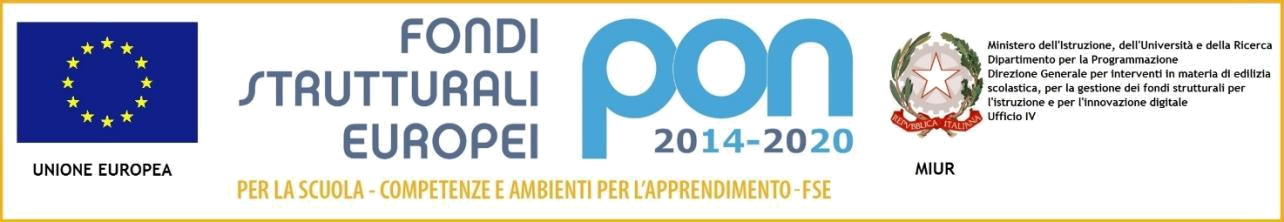 UNIONE EUROPEA
FONDI
STRUTTURALI
EUROPEI
pon
2014-2020
PER LA SCUOLA - COMPETENZE E AMBIENTI PER L'APPRENDIMENTO-FSE
REPVBBLICA ITALIANA
MIUR
Ministero dell'Istruzione, dell'Università e della Ricerca
Dipartimento per la Programmazione
Direzione Generale per interventi in materia di edilizia
scolastica, per la gestione dei fondi strutturali per
l'istruzione e per l'innovazione digitale
Ufficio IV